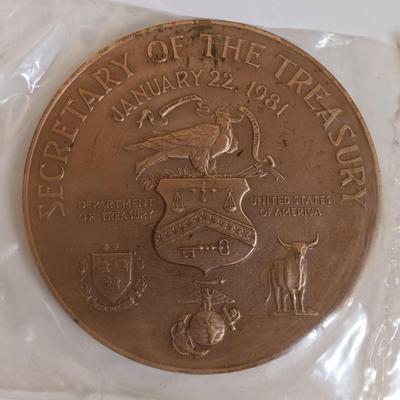 SECRETARY OF THE TREASURY
JANUARY 22, 1981
DEPARTMENT
OF TREASURY
UNITED STATES
OF AMERICA